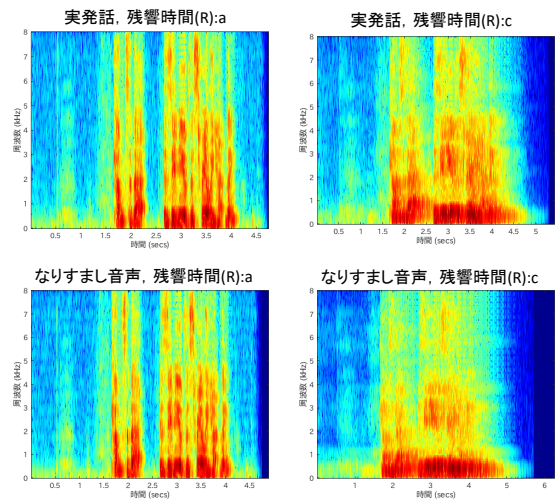 実発話，残響時間(R):a
実発話，残響時間(R):c
8
7
6
5
4
3
2
1
0
周波数 (kHz)
0.5 1 1.5 2 2.5 3 3.5 4 4.5
時間 (secs)
8
7
6
5
4
3
2
1
0
周波数 (kHz)
0.5 1 1.5 2 2.5 3 3.5 4 4.5 5
時間 (secs)
なりすまし音声，残響時間(R):a
なりすまし音声，残響時間(R):c
8
7
6
5
4
3
2
1
0
周波数 (kHz)
0.5 1 1.5 2 2.5 3 3.5 4 4.5
時間 (secs)
8
7
6
5
4
3
2
1
0
周波数 (kHz)
1 2 3 4 5 6
時間 (secs)